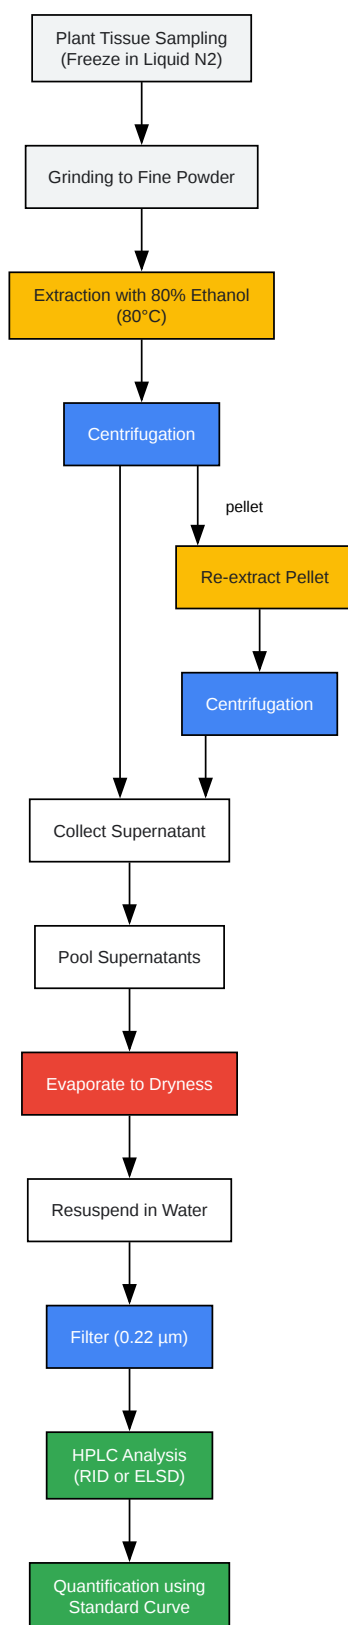 Plant Tissue Sampling
(Freeze in Liquid N2)
Grinding to Fine Powder
Extraction with 80% Ethanol
(80°C)
Centrifugation
pellet
Re-extract Pellet
Centrifugation
Collect Supernatant
Pool Supernatants
Evaporate to Dryness
Resuspend in Water
Filter (0.22 µm)
HPLC Analysis
(RID or ELSD)
Quantification using
Standard Curve